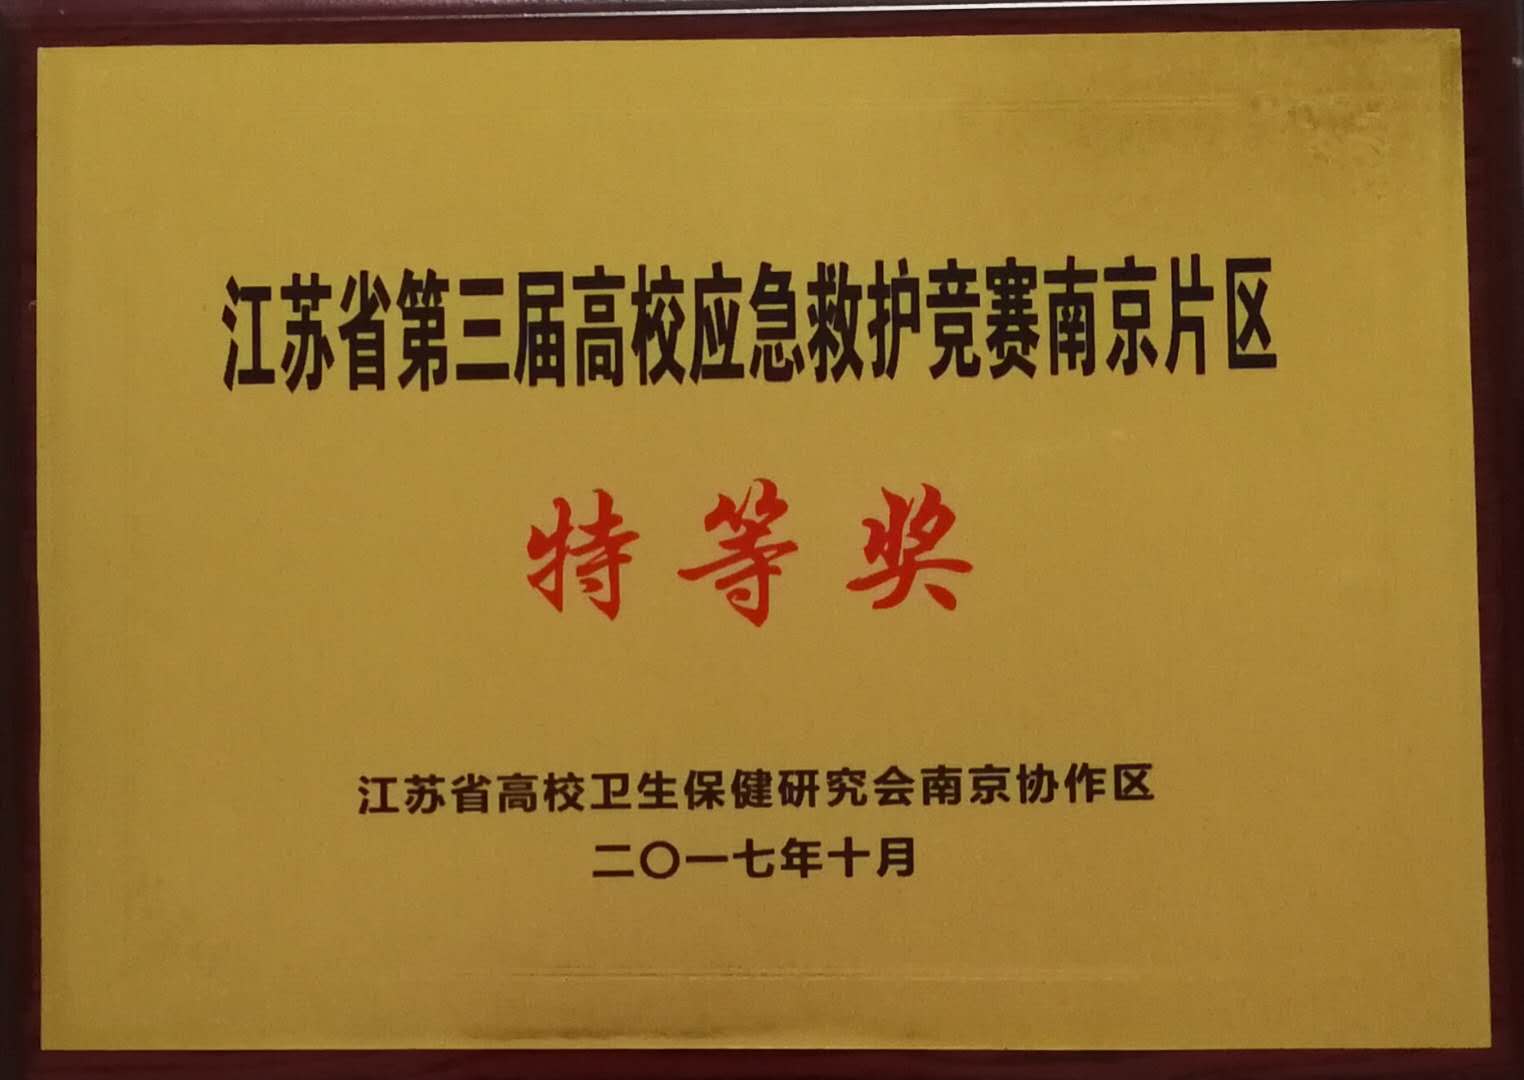 江苏省第三届高校应急救护竞赛南京片区
特等奖
江苏省高校卫生保健研究会南京协作区
二〇一七年十月